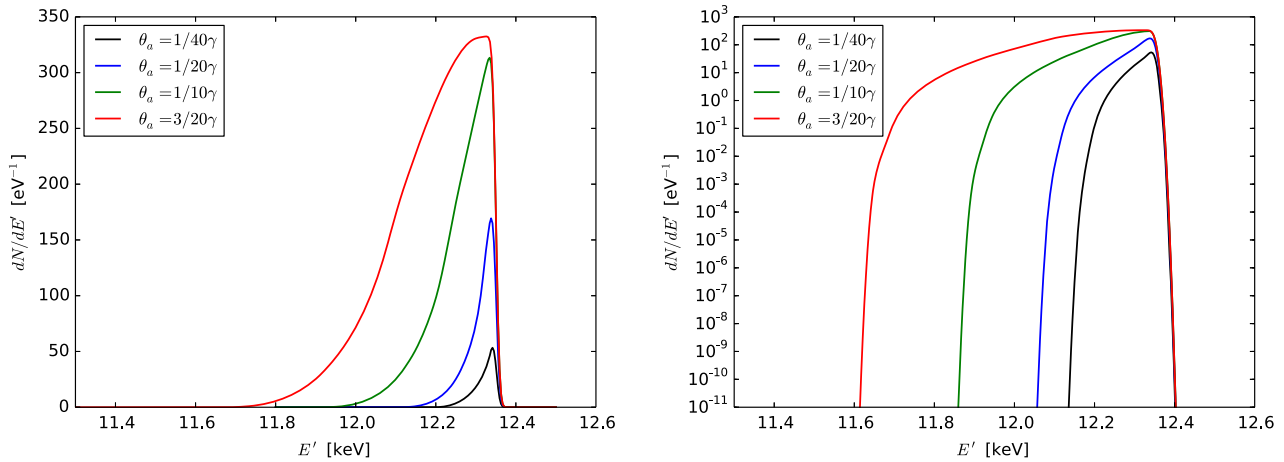 350
300
250
200
150
100
50
0
dN/dE′ [eV⁻¹]
θₐ = 1/40γ
θₐ = 1/20γ
θₐ = 1/10γ
θₐ = 3/20γ
11.4 11.6 11.8 12.0 12.2 12.4 12.6
E′ [keV]
10³
10²
10¹
10⁰
10⁻¹
10⁻²
10⁻³
10⁻⁴
10⁻⁵
10⁻⁶
10⁻⁷
10⁻⁸
10⁻⁹
10⁻¹⁰
10⁻¹¹
dN/dE′ [eV⁻¹]
θₐ = 1/40γ
θₐ = 1/20γ
θₐ = 1/10γ
θₐ = 3/20γ
11.4 11.6 11.8 12.0 12.2 12.4 12.6
E′ [keV]